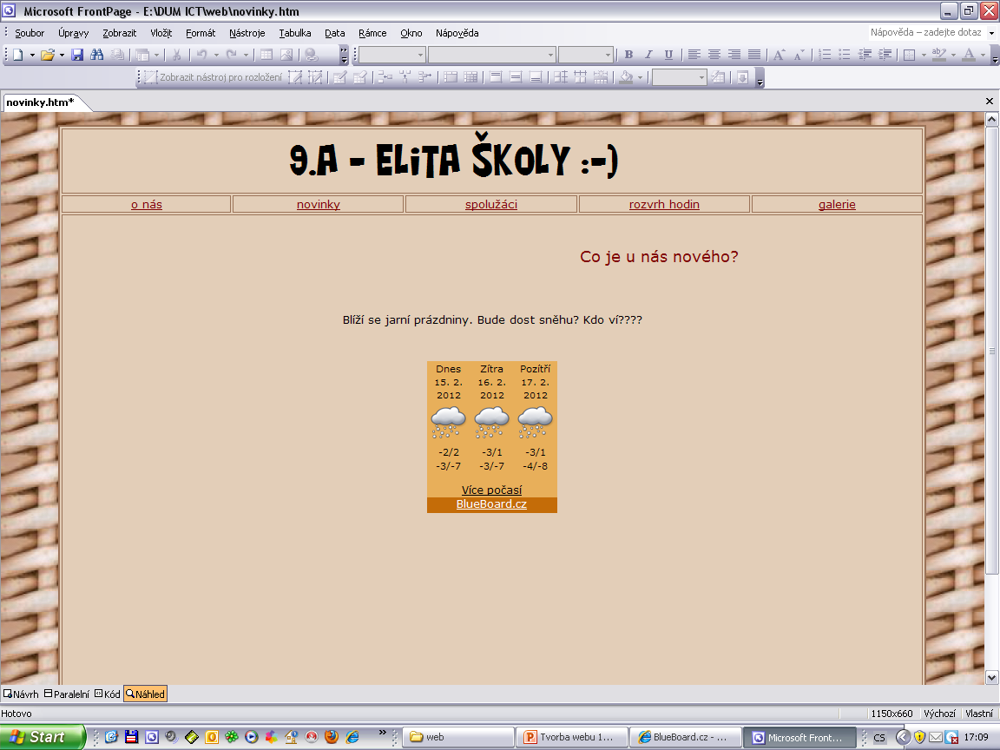 Microsoft FrontPage - E:\DUM ICT\web\novinky.htm
Soubor Úpravy Zobrazit Vložit Formát Nástroje Tabulka Data Rámce Okno Nápověda Nápověda – zadejte dotaz
B I U
Zobrazit nástroj pro rozložení
novinky.htm*
9.A - ELiTA ŠKOLY :-)
o nás novinky spolužáci rozvrh hodin galerie
Co je u nás nového?
Blíží se jarní prázdniny. Bude dost sněhu? Kdo ví????
Dnes Zítra Pozítří
15. 2. 16. 2. 17. 2.
2012 2012 2012
-2/2 -3/1 -3/1
-3/-7 -3/-7 -4/-8
Více počasí
BlueBoard.cz
Návrh Paralelní Kód Náhled
Hotovo 1150x660 Výchozí Vlastní
Start web Tvorba webu 1... BlueBoard.cz - ... Microsoft Front... CS 17:09